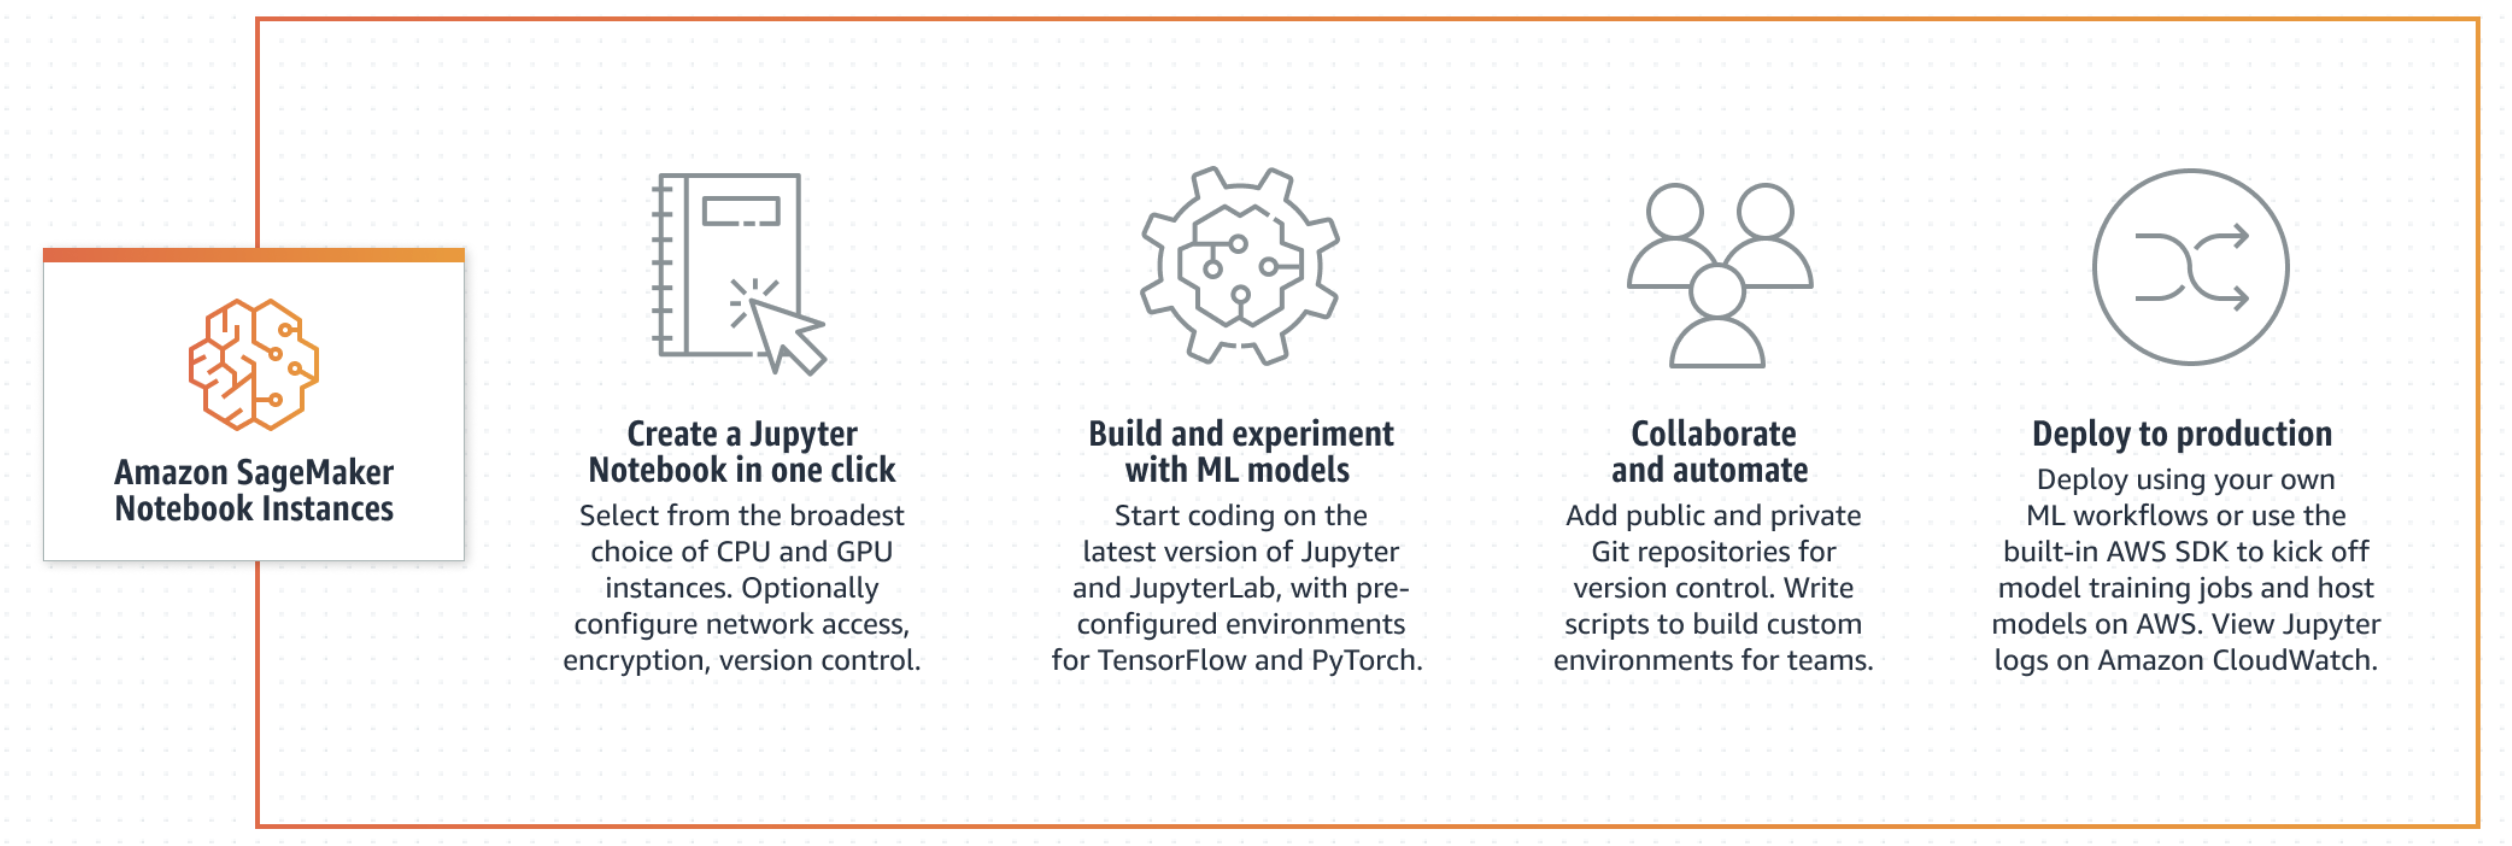 Amazon SageMaker
Notebook Instances
Create a Jupyter
Notebook in one click
Select from the broadest
choice of CPU and GPU
instances. Optionally
configure network access,
encryption, version control.
Build and experiment
with ML models
Start coding on the
latest version of Jupyter
and JupyterLab, with pre-
configured environments
for TensorFlow and PyTorch.
Collaborate
and automate
Add public and private
Git repositories for
version control. Write
scripts to build custom
environments for teams.
Deploy to production
Deploy using your own
ML workflows or use the
built-in AWS SDK to kick off
model training jobs and host
models on AWS. View Jupyter
logs on Amazon CloudWatch.